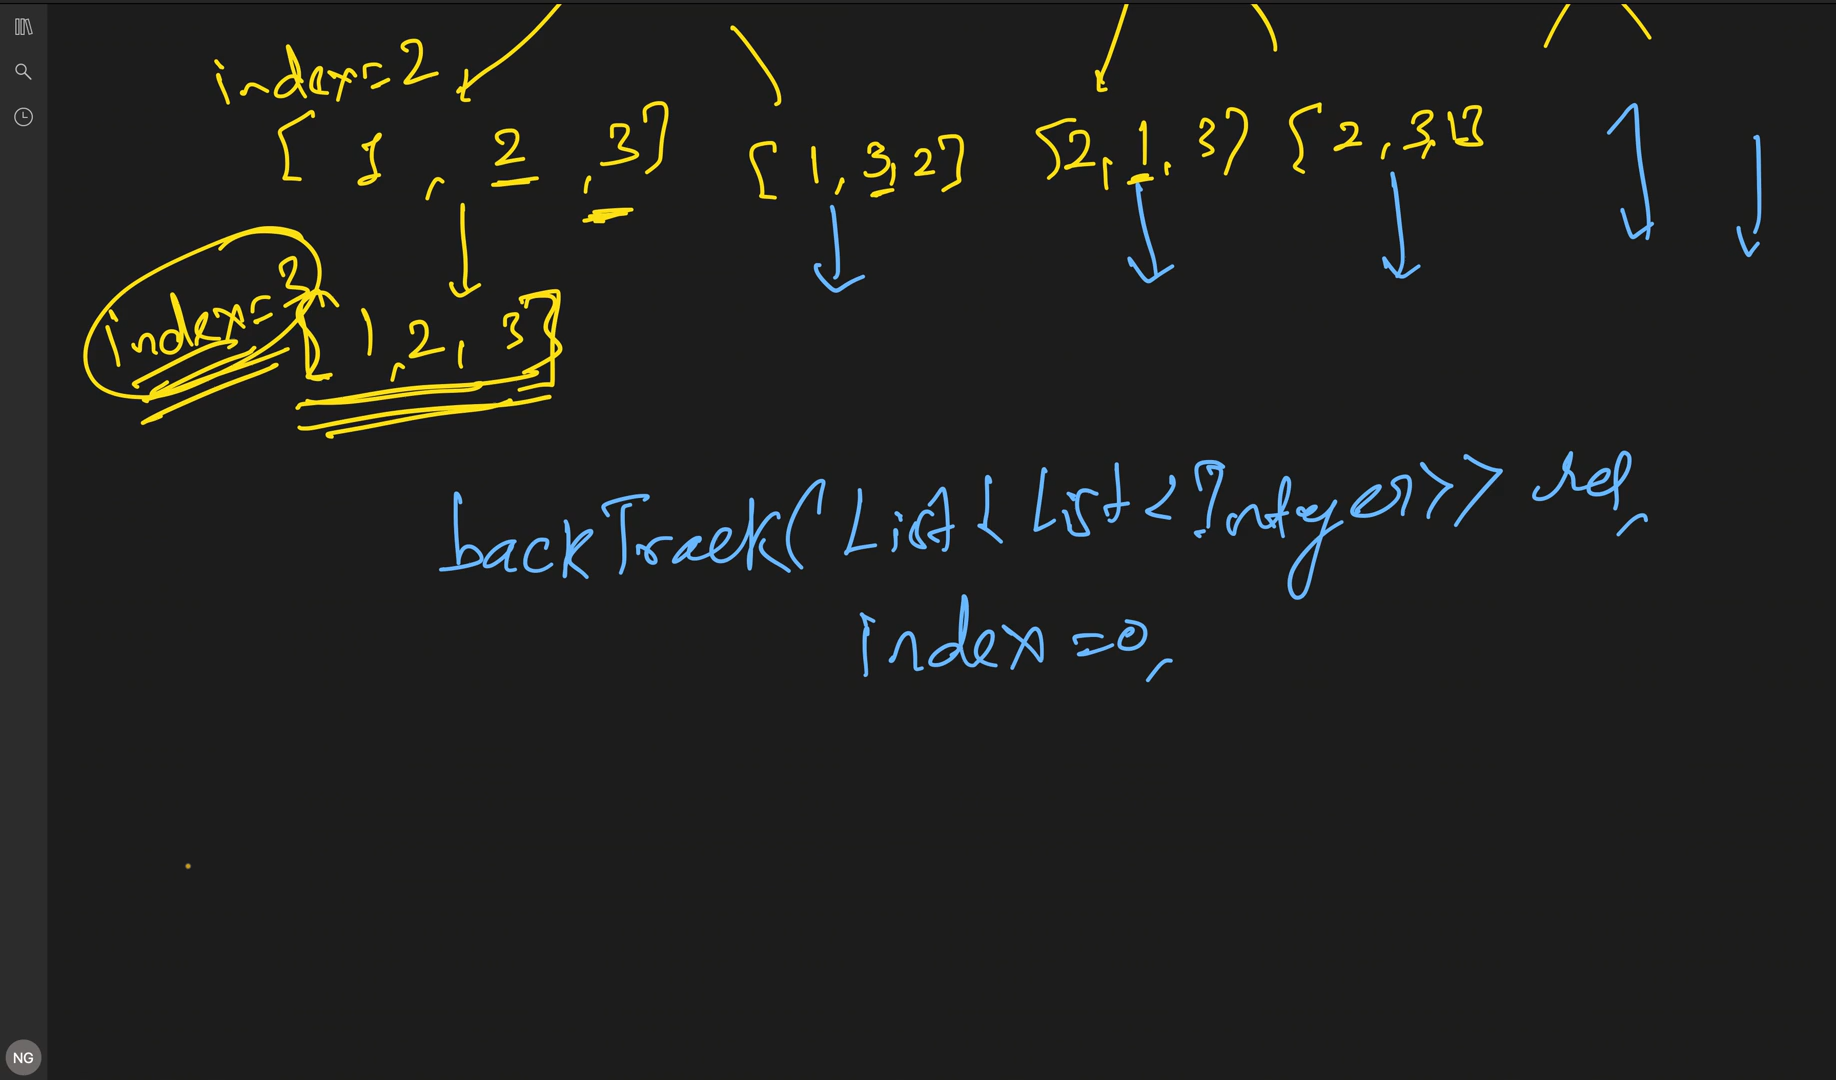 index=2
[ 1 , 2 , 3] [ 1, 3, 2] [2, 1, 3] [ 2, 3, 1]
index=3 [ 1, 2, 3]
backTrack( List< List< Integer>>
index=0,
NG